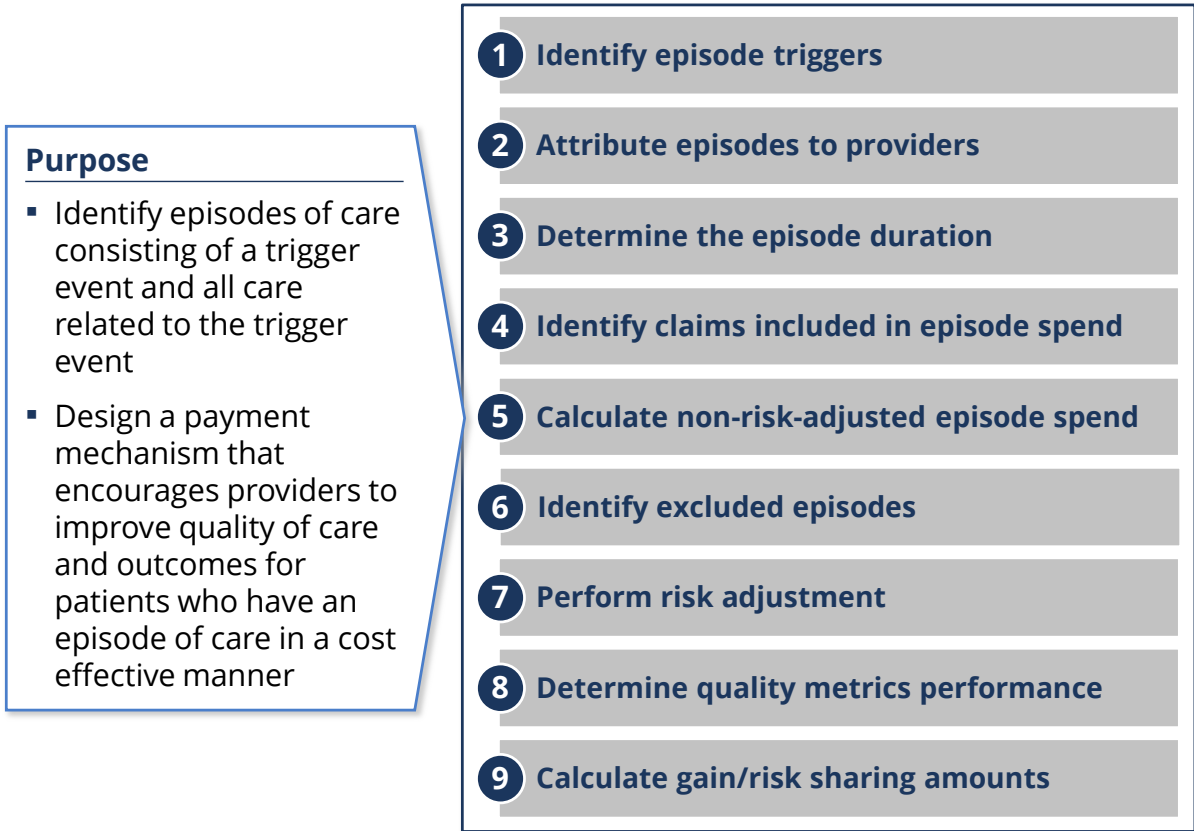 Purpose
▪ Identify episodes of care
consisting of a trigger
event and all care
related to the trigger
event
▪ Design a payment
mechanism that
encourages providers to
improve quality of care
and outcomes for
patients who have an
episode of care in a cost
effective manner
1 Identify episode triggers
2 Attribute episodes to providers
3 Determine the episode duration
4 Identify claims included in episode spend
5 Calculate non-risk-adjusted episode spend
6 Identify excluded episodes
7 Perform risk adjustment
8 Determine quality metrics performance
9 Calculate gain/risk sharing amounts